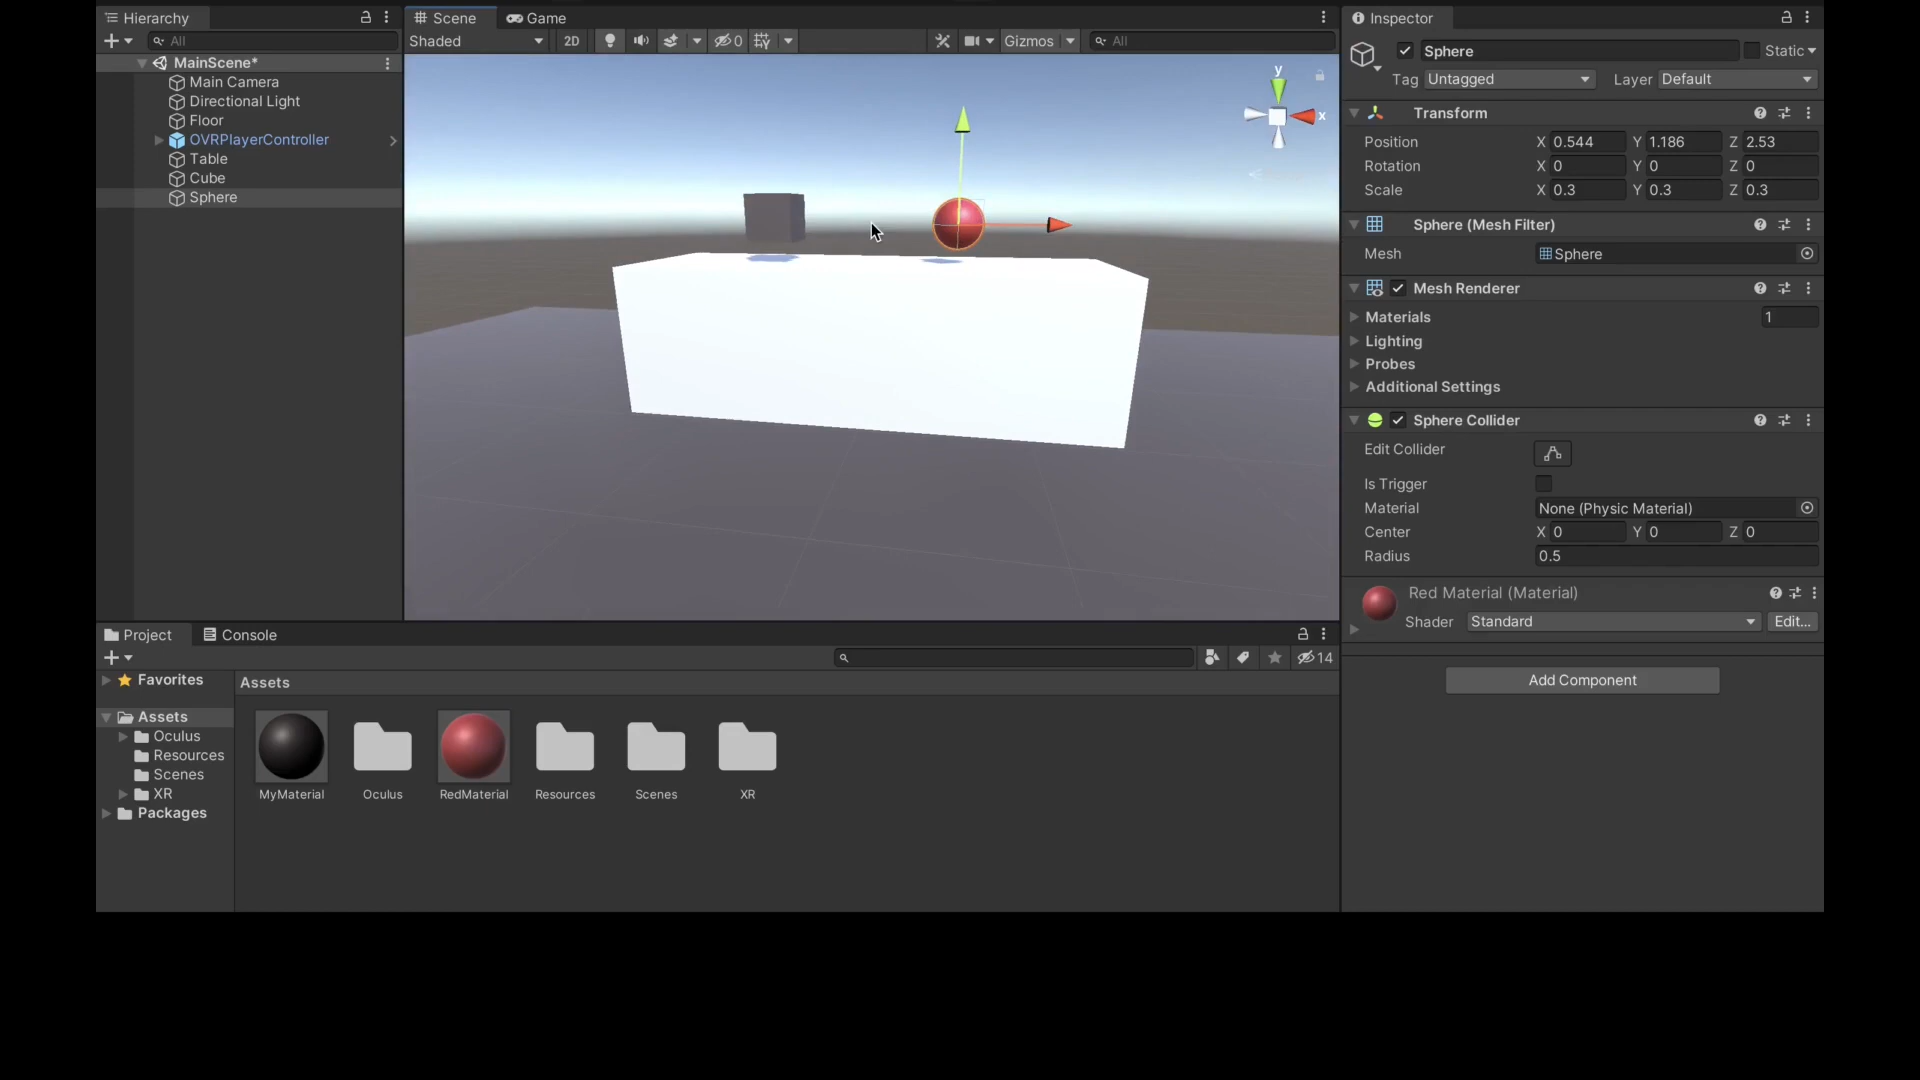 Hierarchy
All
MainScene*
Main Camera
Directional Light
Floor
OVRPlayerController
Table
Cube
Sphere
Scene
Game
Shaded
2D
0
Gizmos
All
y
x
Inspector
Sphere
Static
Tag Untagged Layer Default
Transform
Position X 0.544 Y 1.186 Z 2.53
Rotation X 0 Y 0 Z 0
Scale X 0.3 Y 0.3 Z 0.3
Sphere (Mesh Filter)
Mesh Sphere
Mesh Renderer
Materials 1
Lighting
Probes
Additional Settings
Sphere Collider
Edit Collider
Is Trigger
Material None (Physic Material)
Center X 0 Y 0 Z 0
Radius 0.5
Red Material (Material)
Shader Standard Edit...
Add Component
Project
Console
14
Favorites
Assets
Oculus
Resources
Scenes
XR
Packages
Assets
MyMaterial
Oculus
RedMaterial
Resources
Scenes
XR